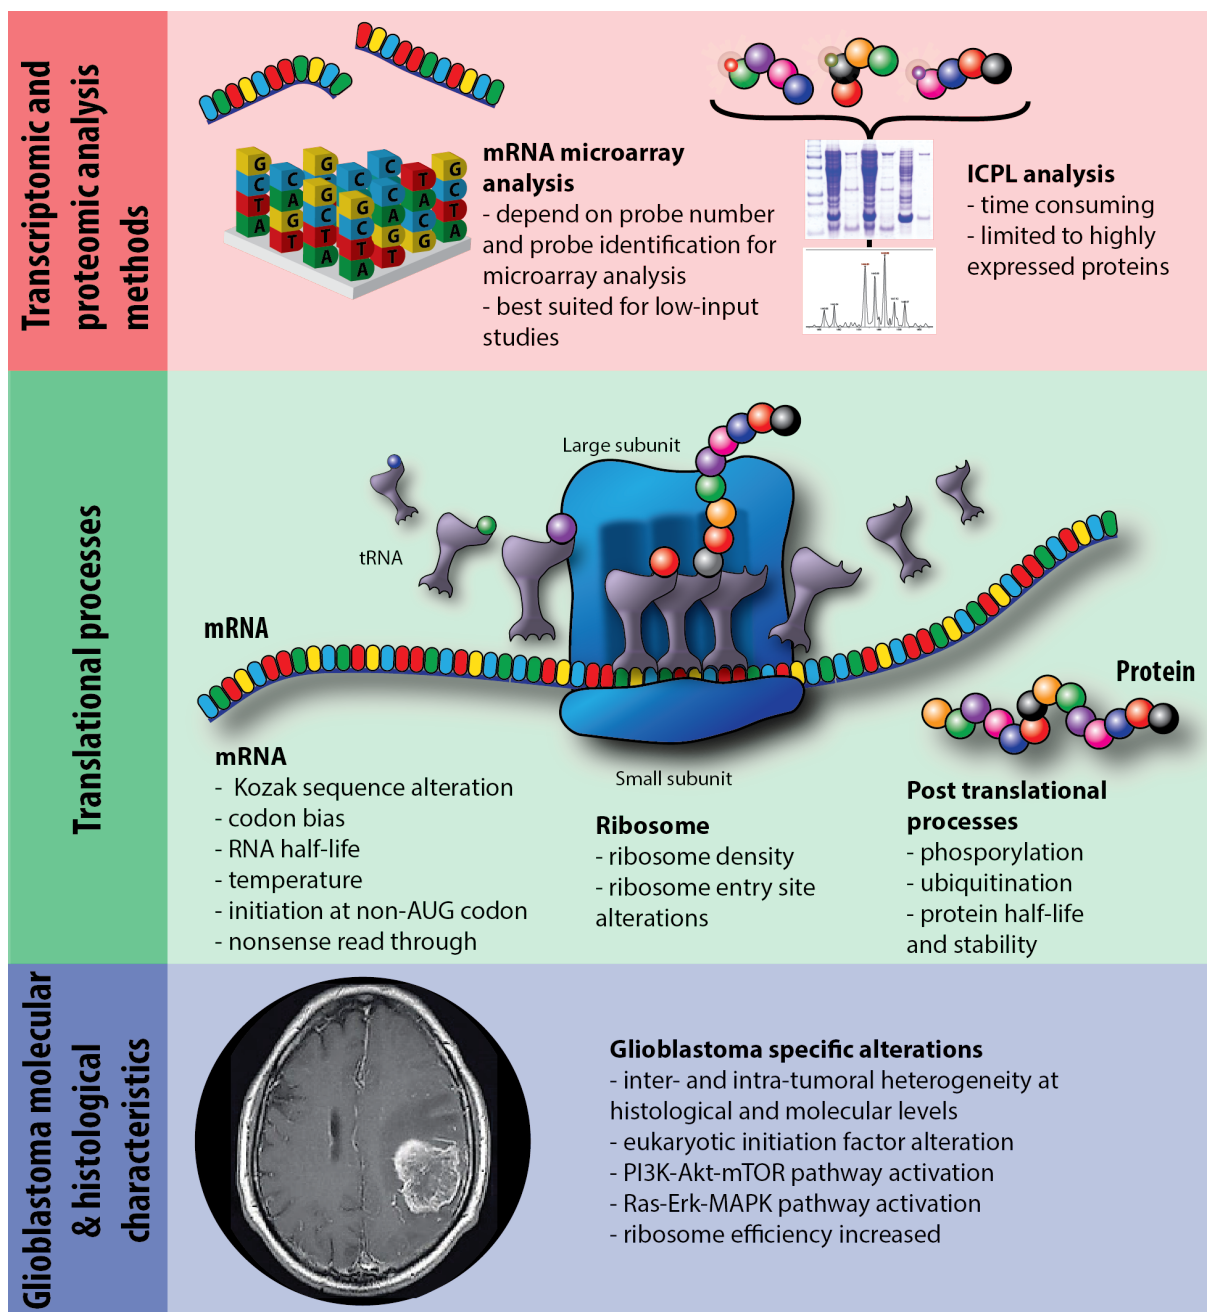 Transcriptomic and
proteomic analysis
methods
G
G
C
C
G
C
C
C
T
C
T
A
G
C
A
T
A
G
C
G
A
C
A
T
T
T
C
G
G
A
T
T
A
A
mRNA microarray
analysis
- depend on probe number
and probe identification for
microarray analysis
- best suited for low-input
studies
ICPL analysis
- time consuming
- limited to highly
expressed proteins
Translational processes
Large subunit
tRNA
mRNA
Protein
Small subunit
mRNA
- Kozak sequence alteration
- codon bias
- RNA half-life
- temperature
- initiation at non-AUG codon
- nonsense read through
Ribosome
- ribosome density
- ribosome entry site
alterations
Post translational
processes
- phosporylation
- ubiquitination
- protein half-life
and stability
Glioblastoma molecular
& histological
characteristics
Glioblastoma specific alterations
- inter- and intra-tumoral heterogeneity at
histological and molecular levels
- eukaryotic initiation factor alteration
- PI3K-Akt-mTOR pathway activation
- Ras-Erk-MAPK pathway activation
- ribosome efficiency increased